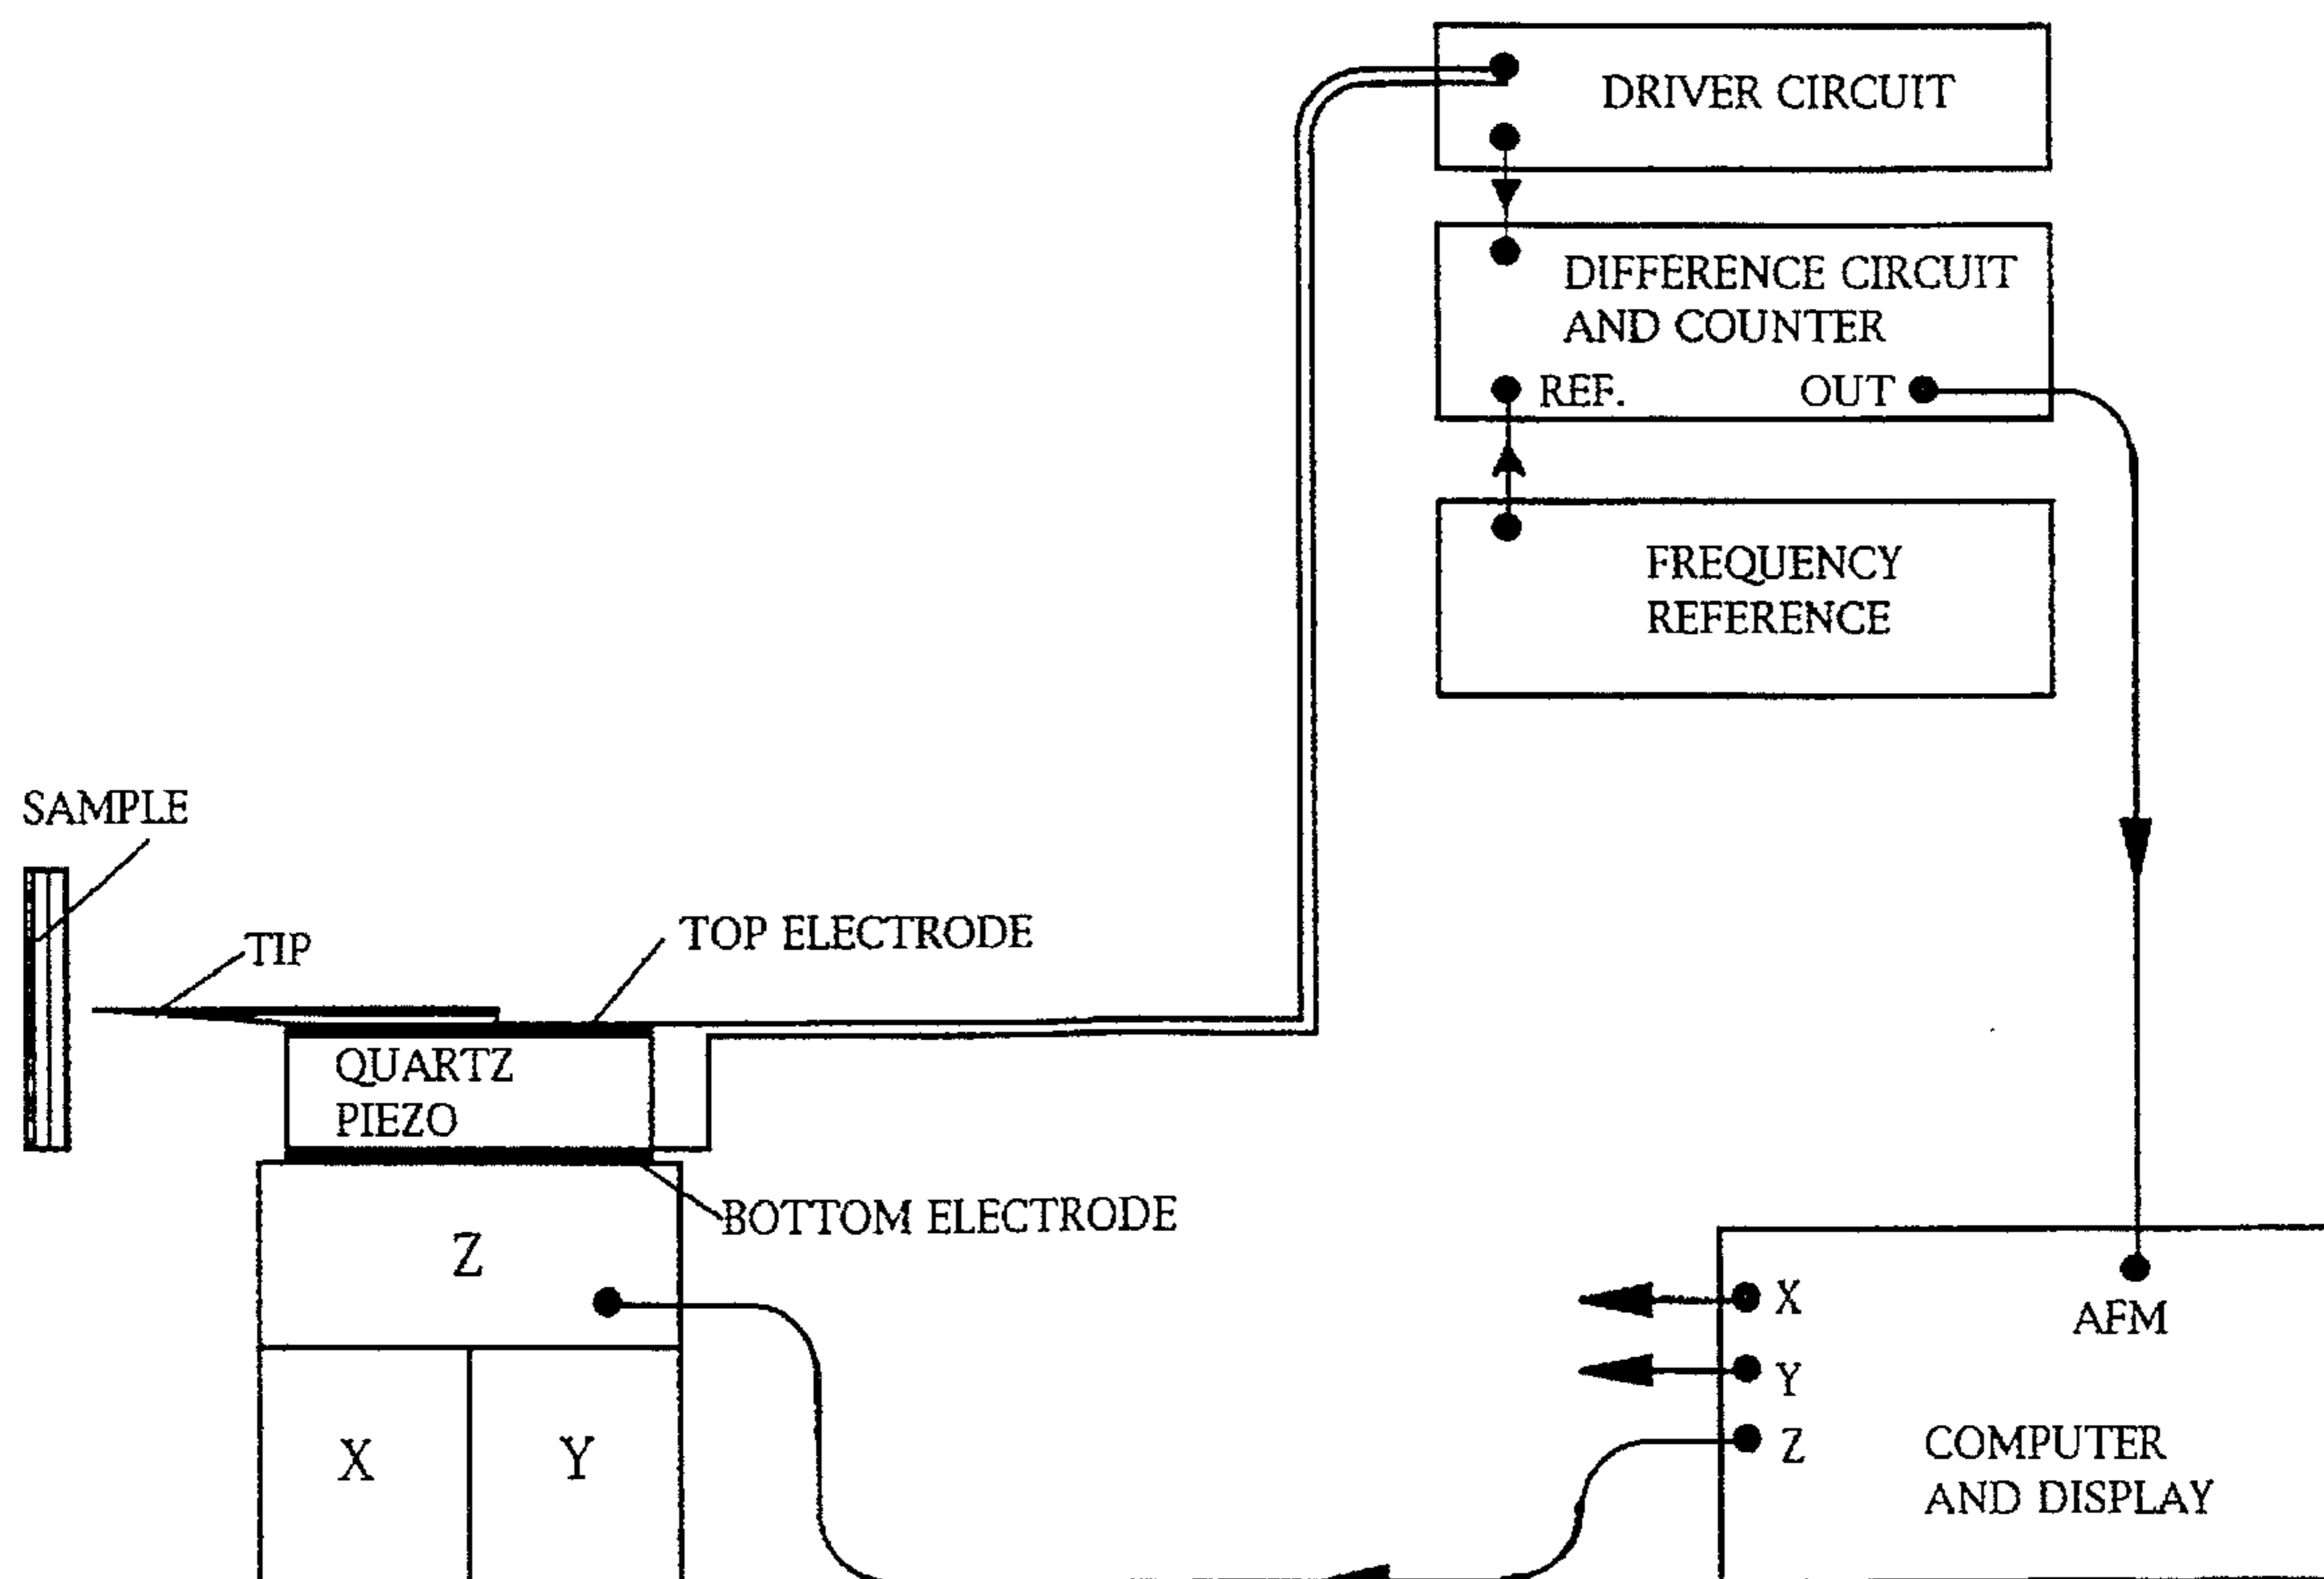 DRIVER CIRCUIT
DIFFERENCE CIRCUIT
AND COUNTER
REF.
OUT
FREQUENCY
REFERENCE
SAMPLE
TIP
TOP ELECTRODE
QUARTZ
PIEZO
BOTTOM ELECTRODE
Z
X
Y
X
Y
Z
AFM
COMPUTER
AND DISPLAY